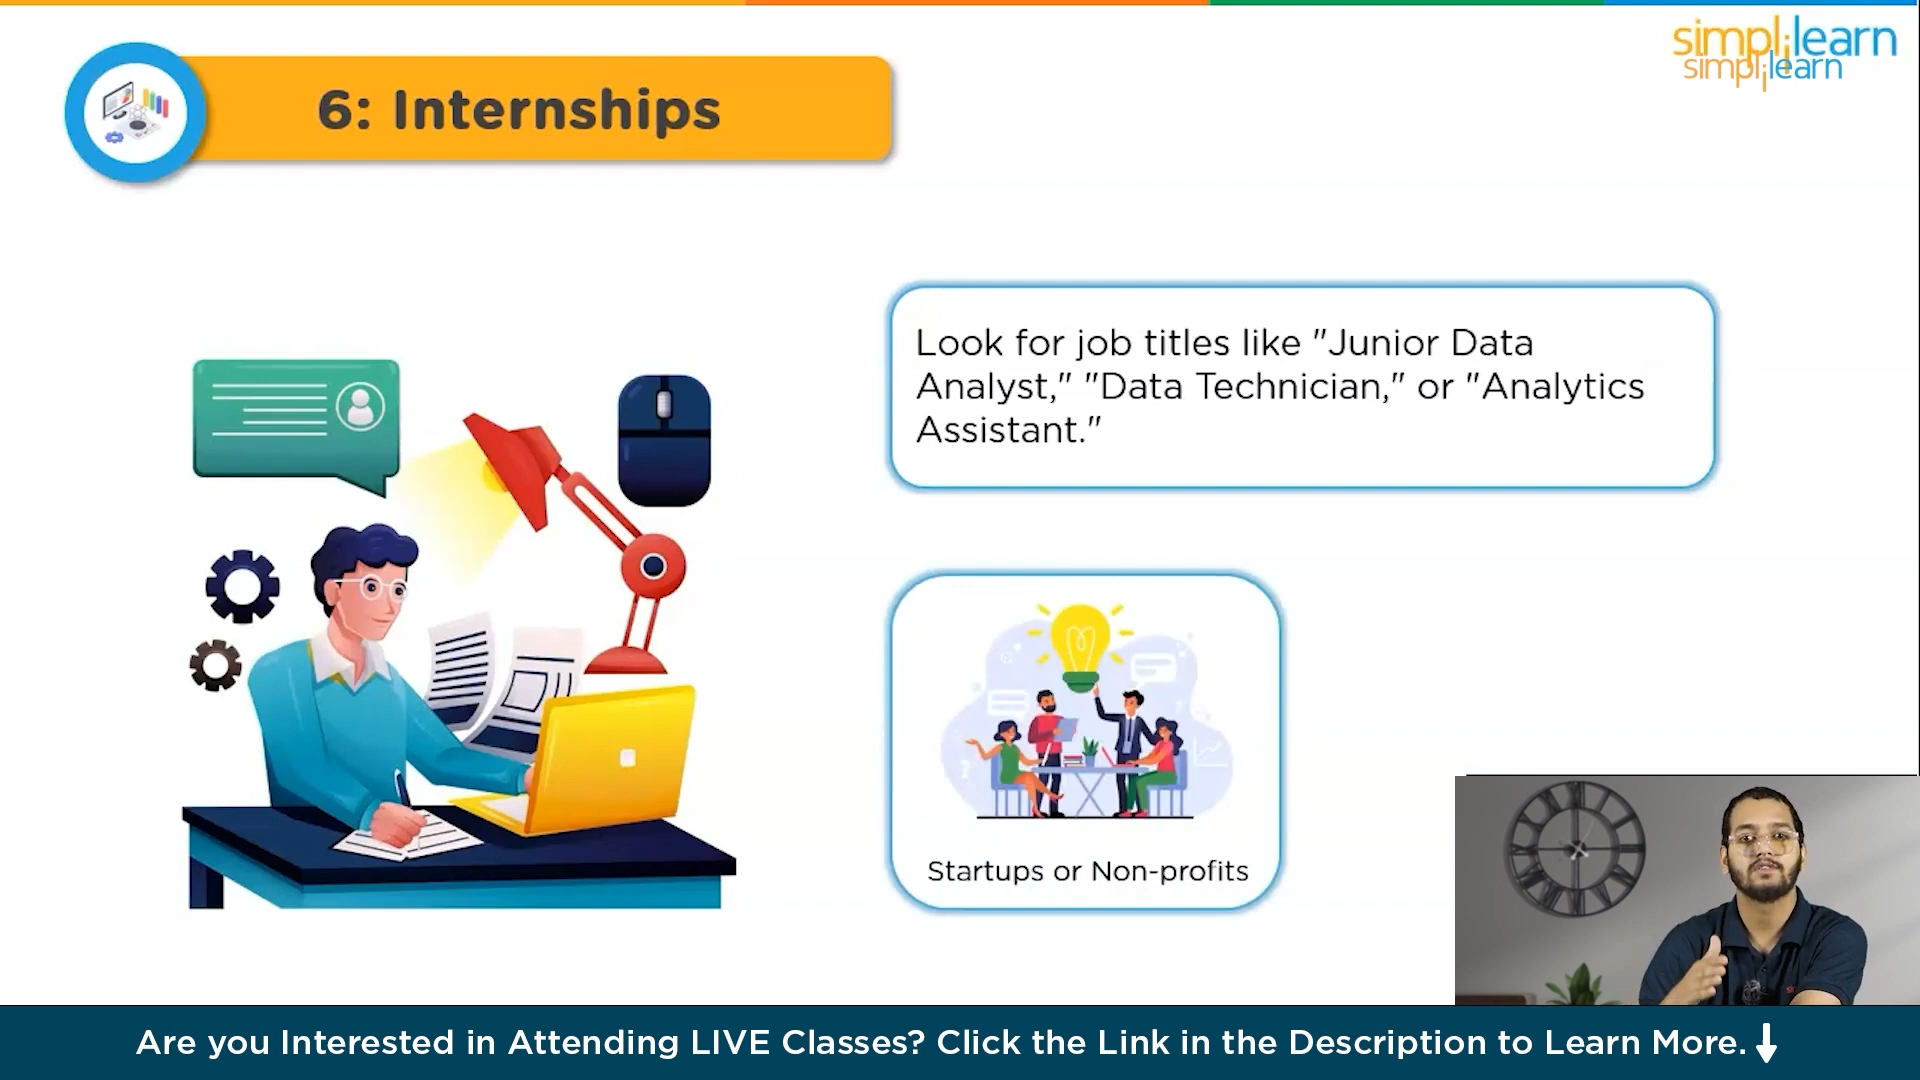 simplilearn
simplilearn
6: Internships
Look for job titles like "Junior Data
Analyst," "Data Technician," or "Analytics
Assistant."
Startups or Non-profits
Are you Interested in Attending LIVE Classes? Click the Link in the Description to Learn More.